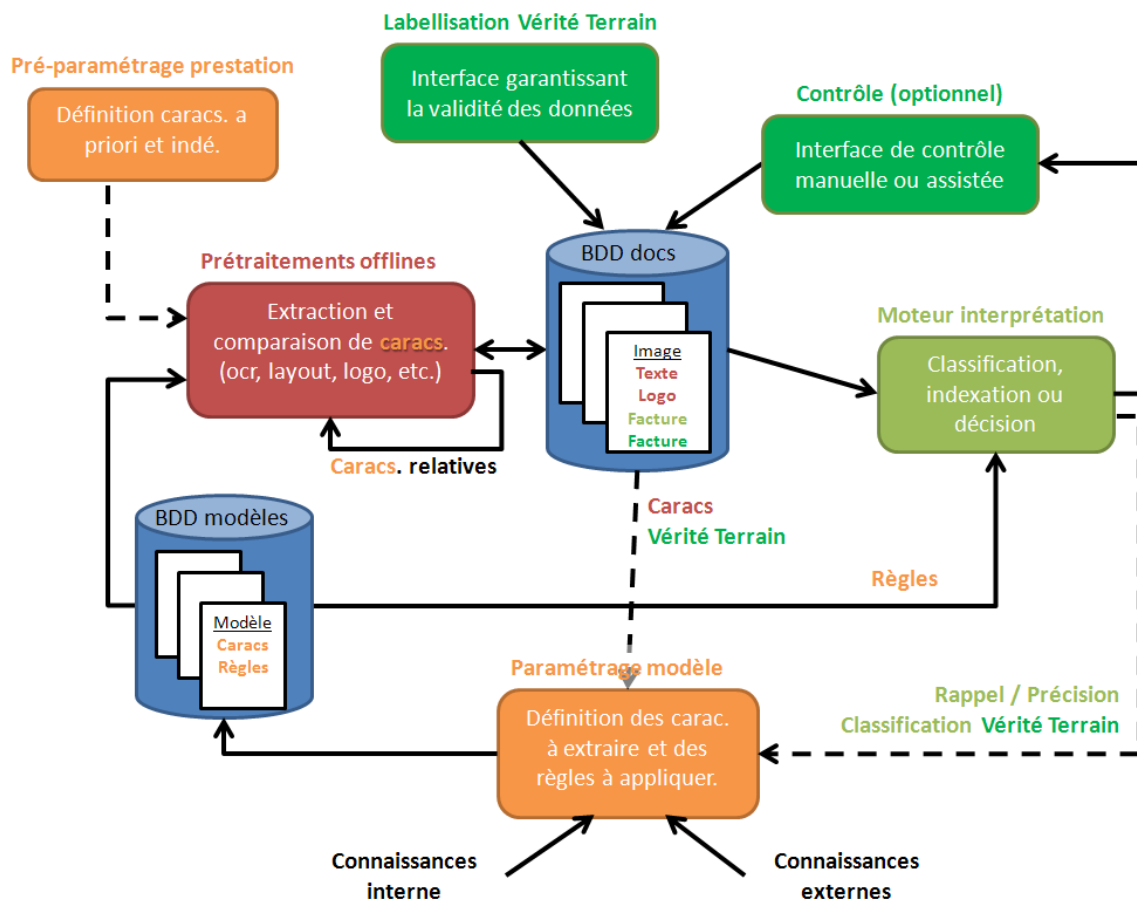 Labellisation Vérité Terrain
Interface garantissant
la validité des données
Pré-paramétrage prestation
Définition caracs. a
priori et indé.
Contrôle (optionnel)
Interface de contrôle
manuelle ou assistée
Prétraitements offlines
Extraction et
comparaison de caracs.
(ocr, layout, logo, etc.)
Caracs. relatives
BDD docs
Image
Texte
Logo
Facture
Facture
Moteur interprétation
Classification,
indexation ou
décision
Caracs
Vérité Terrain
BDD modèles
Modèle
Caracs
Règles
Règles
Paramétrage modèle
Définition des carac.
à extraire et des
règles à appliquer.
Rappel / Précision
Classification Vérité Terrain
Connaissances
interne
Connaissances
externes